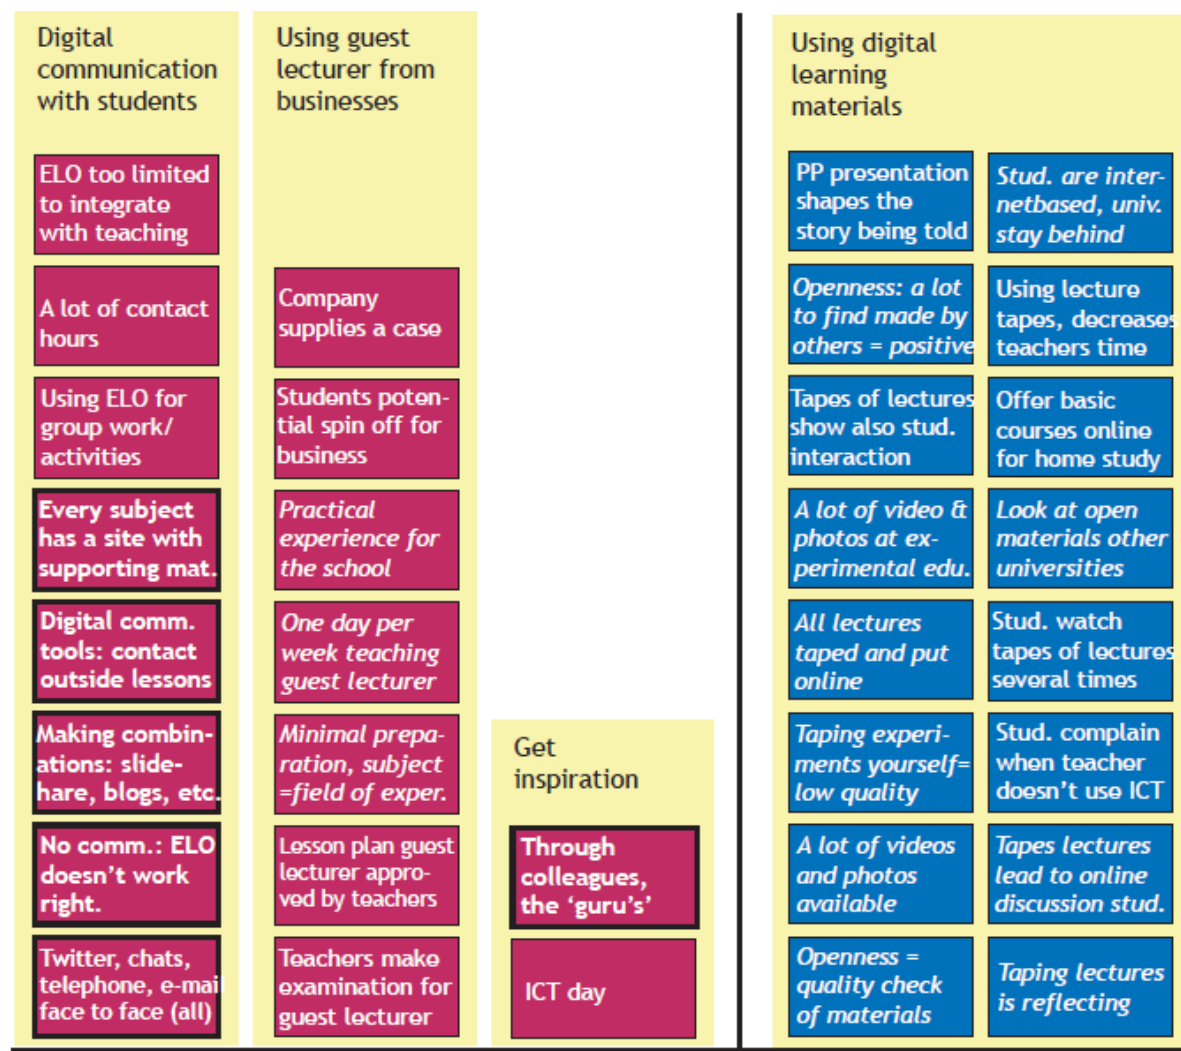 Digital
communication
with students
ELO too limited
to integrate
with teaching
A lot of contact
hours
Using ELO for
group work/
activities
Every subject
has a site with
supporting mat.
Digital comm.
tools: contact
outside lessons
Making combin-
ations: slide-
hare, blogs, etc.
No comm.: ELO
doesn't work
right.
Twitter, chats,
telephone, e-mail
face to face (all)
Using guest
lecturer from
businesses
Company
supplies a case
Students poten-
tial spin off for
business
Practical
experience for
the school
One day per
week teaching
guest lecturer
Minimal prepa-
ration, subject
=field of exper.
Lesson plan guest
lecturer appro-
ved by teachers
Teachers make
examination for
guest lecturer
Get
inspiration
Through
colleagues,
the 'guru's'
ICT day
Using digital
learning
materials
PP presentation
shapes the
story being told
Openness: a lot
to find made by
others = positive
Tapes of lectures
show also stud.
interaction
A lot of video &
photos at ex-
perimental edu.
All lectures
taped and put
online
Taping experi-
ments yourself=
low quality
A lot of videos
and photos
available
Openness =
quality check
of materials
Stud. are inter-
netbased, univ.
stay behind
Using lecture
tapes, decreases
teachers time
Offer basic
courses online
for home study
Look at open
materials other
universities
Stud. watch
tapes of lectures
several times
Stud. complain
when teacher
doesn't use ICT
Tapes lectures
lead to online
discussion stud.
Taping lectures
is reflecting